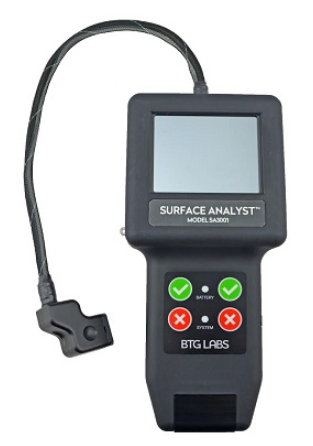 SURFACE ANALYST™
MODEL SA3001
BATTERY
SYSTEM
BTG LABS